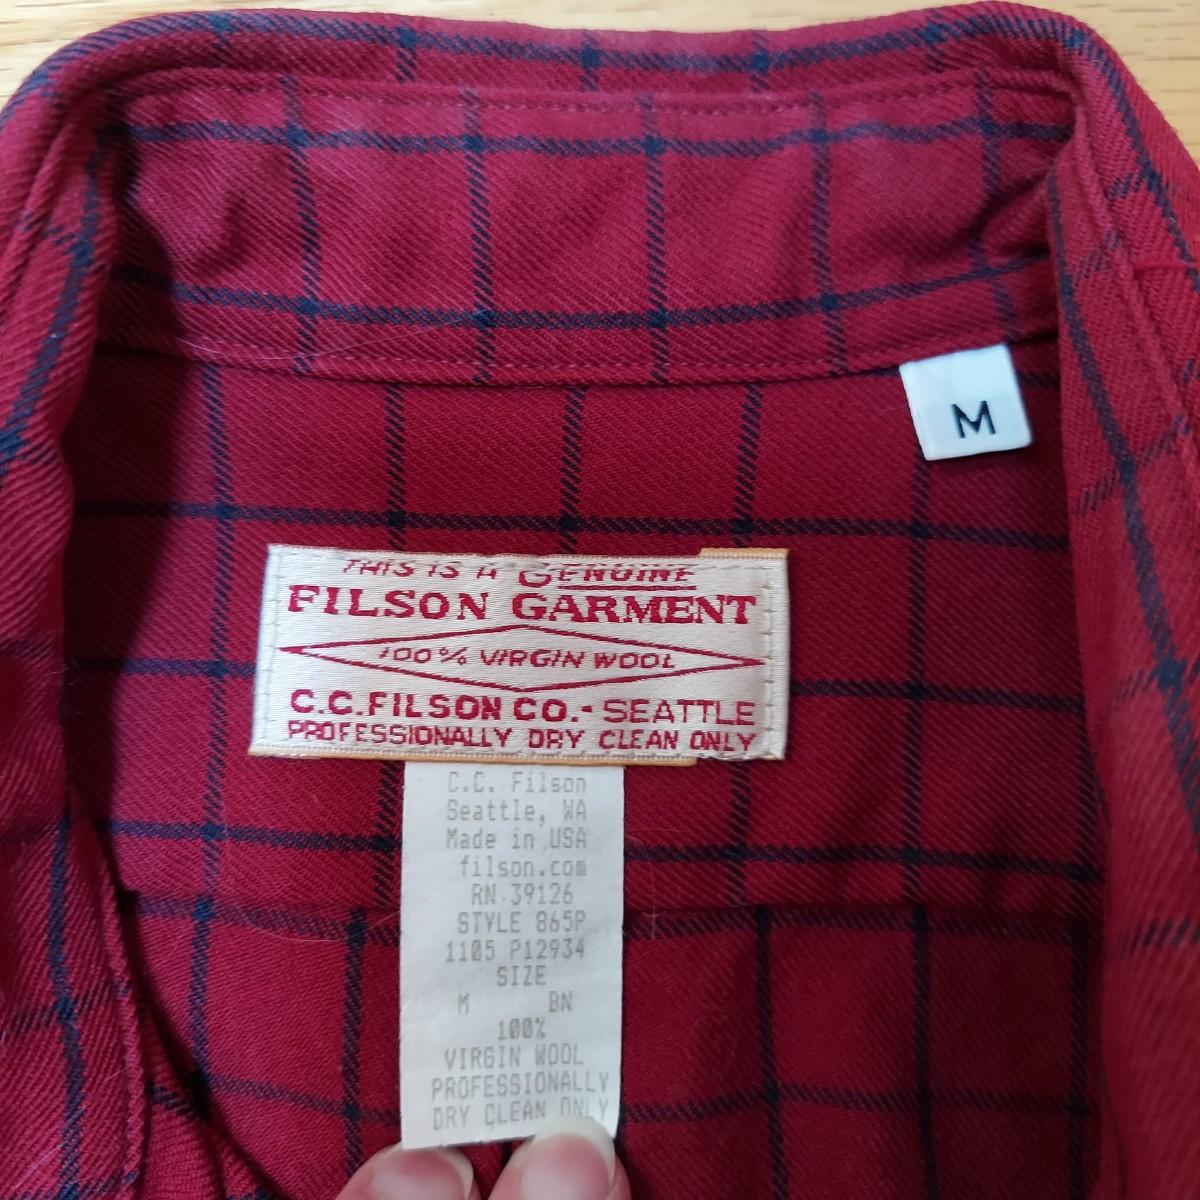 M
THIS IS A GENUINE
FILSON GARMENT
100% VIRGIN WOOL
C.C. FILSON CO. - SEATTLE
PROFESSIONALLY DRY CLEAN ONLY
C.C. Filson
Seattle, WA
Made in USA
filson.com
RN 39126
STYLE 865P
1105 P12934
SIZE
M BN
100%
VIRGIN WOOL
PROFESSIONALLY
DRY CLEAN ONLY